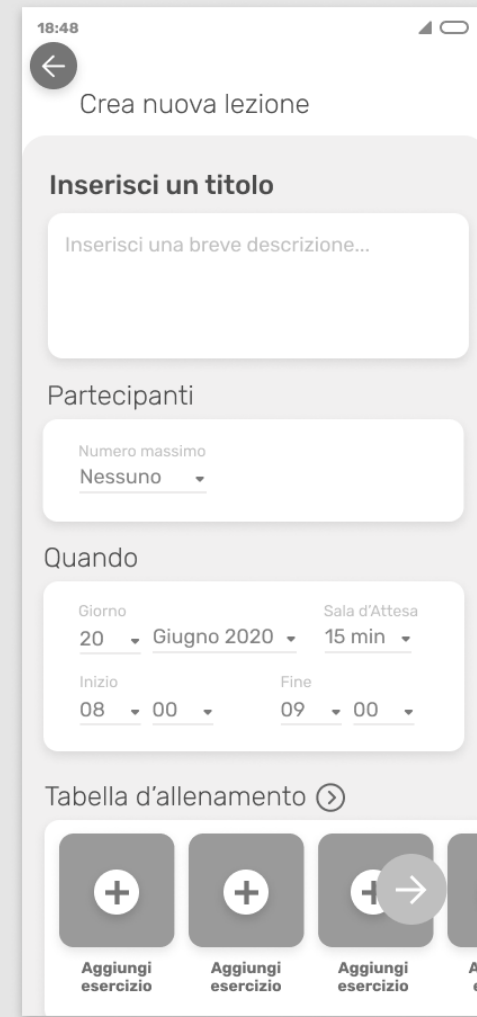 18:48
Crea nuova lezione
Inserisci un titolo
Inserisci una breve descrizione...
Partecipanti
Numero massimo
Nessuno
Quando
Giorno Sala d'Attesa
20 Giugno 2020 15 min
Inizio Fine
08 00 09 00
Tabella d'allenamento
Aggiungi Aggiungi Aggiungi
esercizio esercizio esercizio